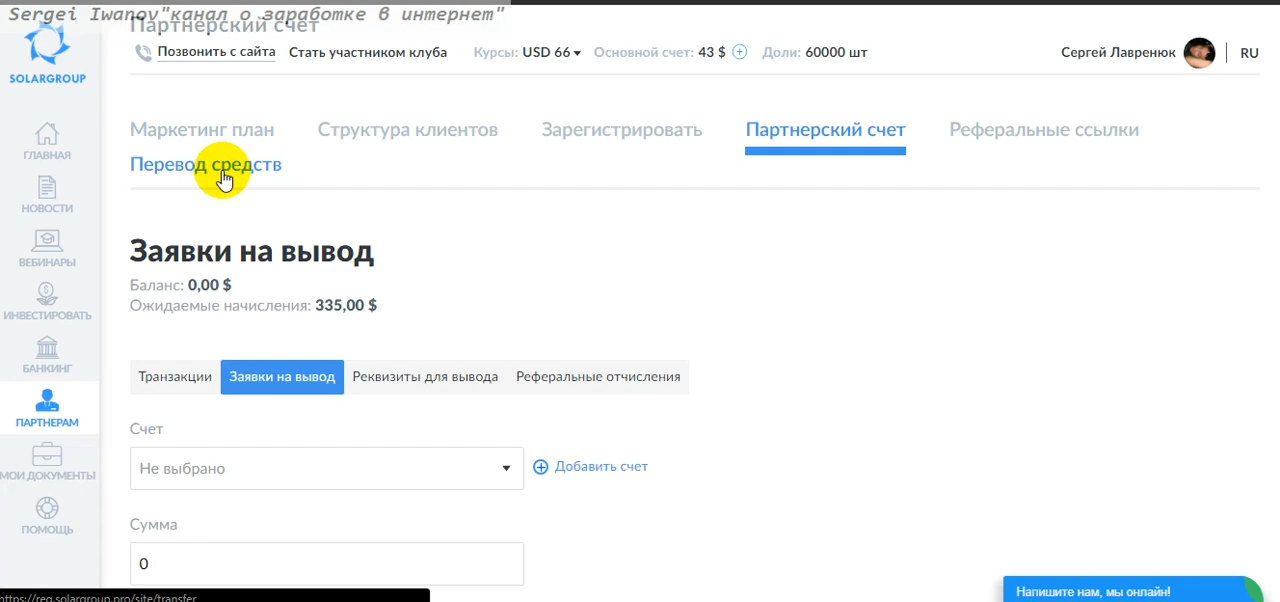 Sergei Iwanov"канал о заработке в интернет"
Партнерский счет
SOLARGROUP
Позвонить с сайта Стать участником клуба Курсы: USD 66 Основной счет: 43 $ Доли: 60000 шт Сергей Лавренюк RU
Маркетинг план Структура клиентов Зарегистрировать Партнерский счет Реферальные ссылки
Перевод средств
ГЛАВНАЯ
НОВОСТИ
ВЕБИНАРЫ
ИНВЕСТИРОВАТЬ
БАНКИНГ
ПАРТНЕРАМ
МОИ ДОКУМЕНТЫ
ПОМОЩЬ
Заявки на вывод
Баланс: 0,00 $
Ожидаемые начисления: 335,00 $
Транзакции Заявки на вывод Реквизиты для вывода Реферальные отчисления
Счет
Не выбрано Добавить счет
Сумма
0
https://reg.solargroup.pro/site/transfer
Напишите нам, мы онлайн!